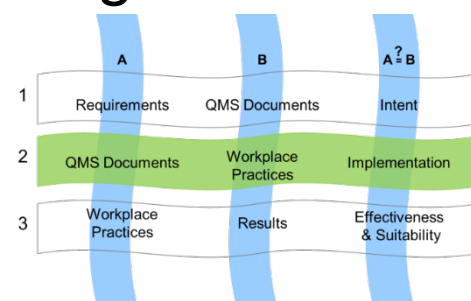 A B A ?= B
1 Requirements QMS Documents Intent
2 QMS Documents Workplace Practices Implementation
3 Workplace Practices Results Effectiveness & Suitability